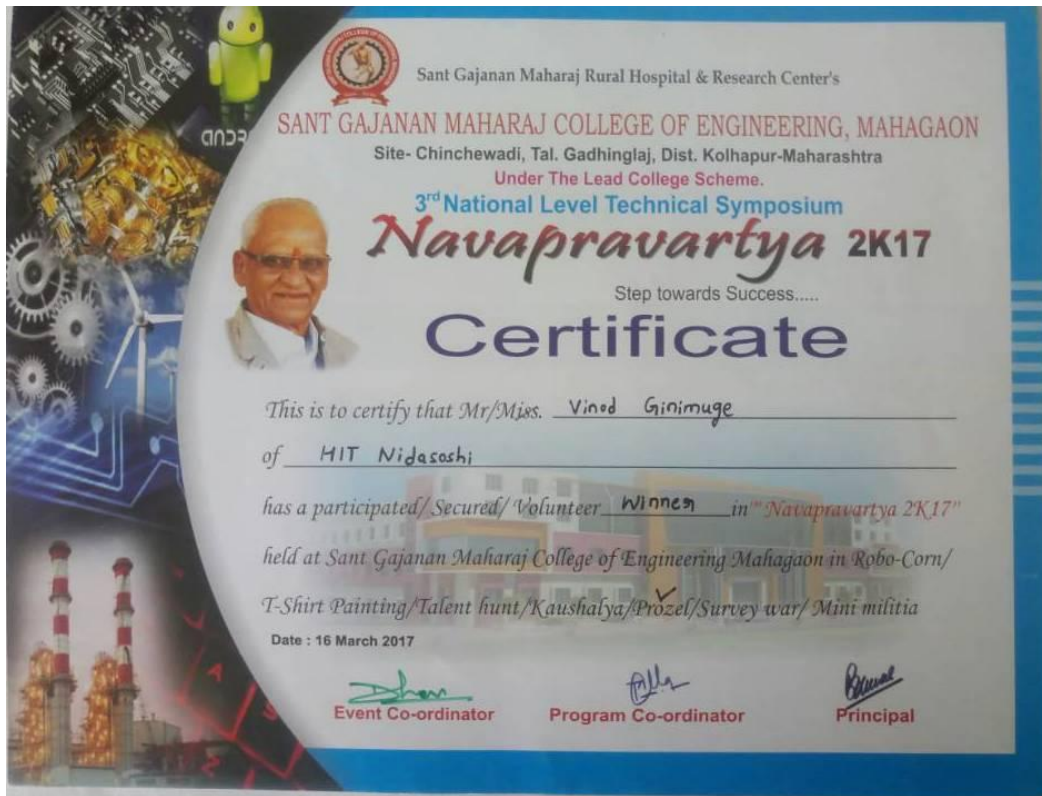 ANDR
Sant Gajanan Maharaj Rural Hospital & Research Center's
SANT GAJANAN MAHARAJ COLLEGE OF ENGINEERING, MAHAGAON
Site- Chinchewadi, Tal. Gadhinglaj, Dist. Kolhapur-Maharashtra
Under The Lead College Scheme.
3rd National Level Technical Symposium
Navapravartya 2K17
Step towards Success.....
Certificate
This is to certify that Mr/Miss. Vinod Ginimuge
of HIT Nidasoshi
has a participated/ Secured/ Volunteer Winner in "" Navapravartya 2K17"
held at Sant Gajanan Maharaj College of Engineering Mahagaon in Robo-Corn/
T-Shirt Painting/Talent hunt/Kaushalya/Prozel/Survey war/ Mini militia
Date : 16 March 2017
Event Co-ordinator Program Co-ordinator Principal